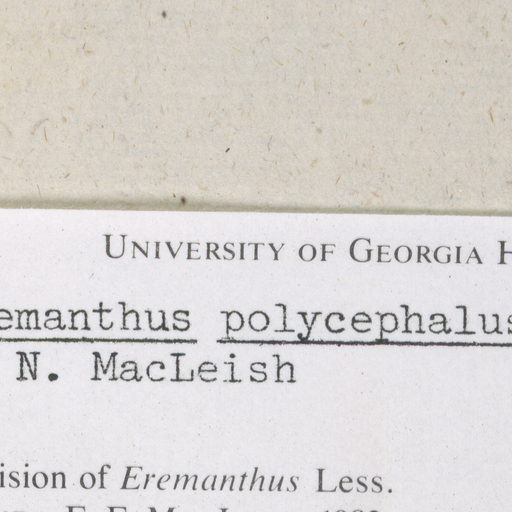 UNIVERSITY OF GEORGIA H
emanthus polycephalus
N. MacLeish
ision of Eremanthus Less.